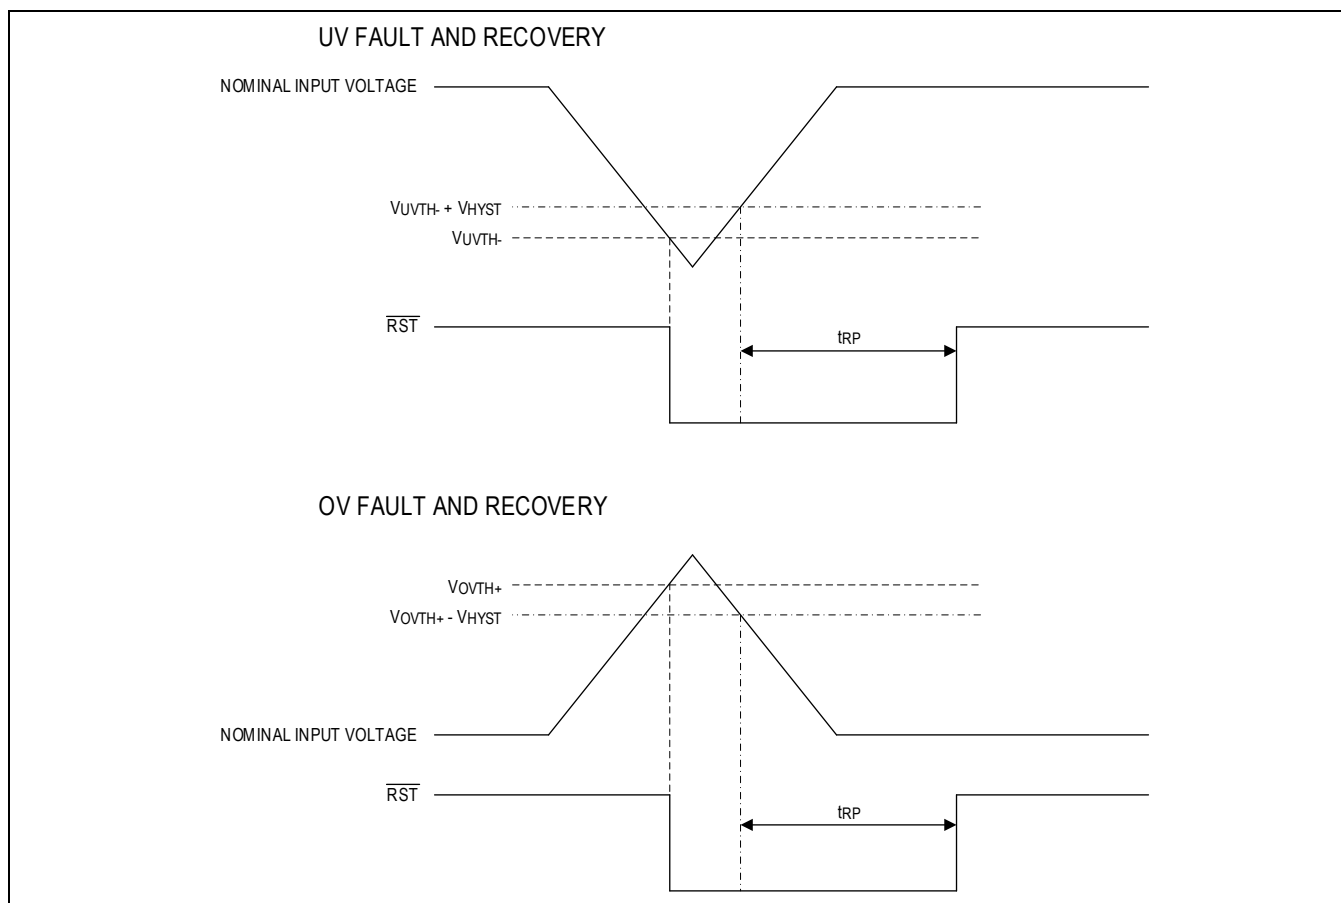 UV FAULT AND RECOVERY
NOMINAL INPUT VOLTAGE
VUVTH- + VHYST
VUVTH-
RST
tRP
OV FAULT AND RECOVERY
VOVTH+
VOVTH+ - VHYST
NOMINAL INPUT VOLTAGE
RST
tRP